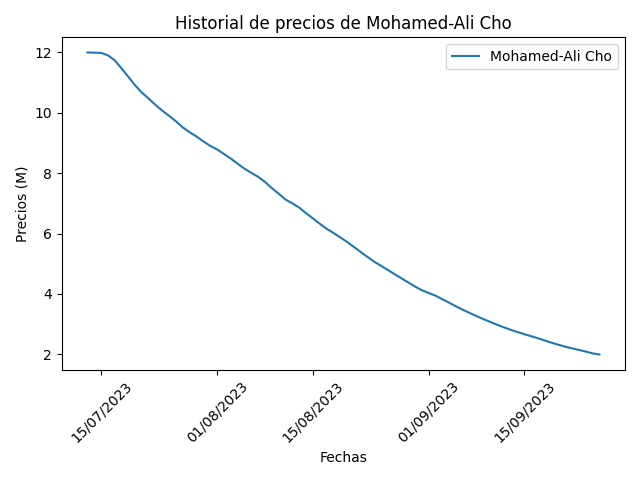 Historial de precios de Mohamed-Ali Cho
Mohamed-Ali Cho
Precios (M)
12
10
8
6
4
2
15/07/2023
01/08/2023
15/08/2023
01/09/2023
15/09/2023
Fechas